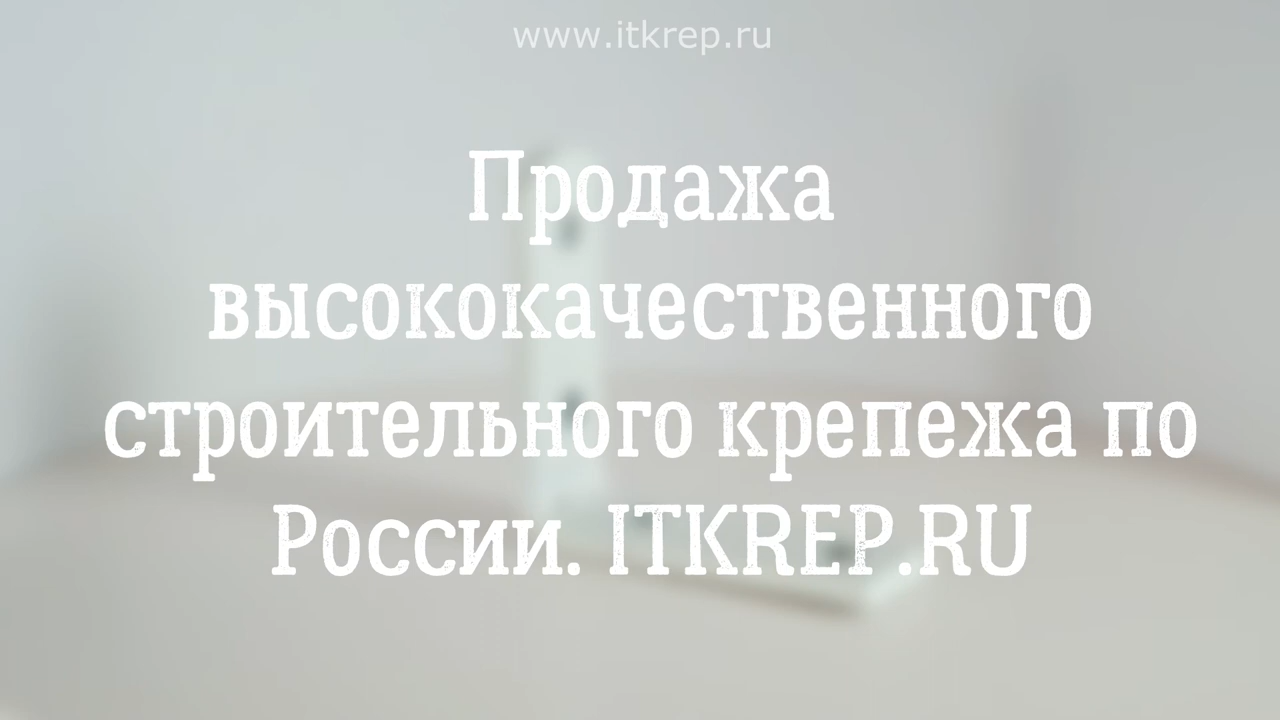 www.itkrep.ru
Продажа
высококачественного
строительного крепежа по
России. ITKREP.RU